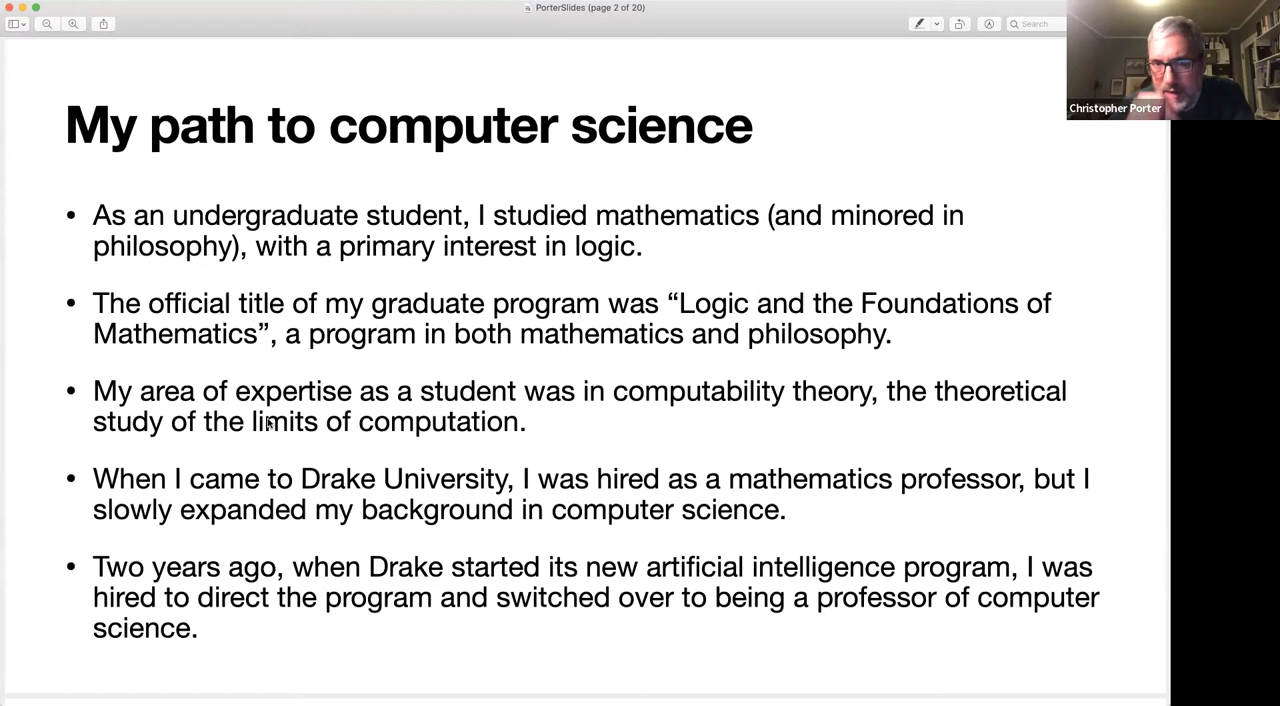 PorterSlides (page 2 of 20)
Search
Christopher Porter
My path to computer science
• As an undergraduate student, I studied mathematics (and minored in
philosophy), with a primary interest in logic.
• The official title of my graduate program was “Logic and the Foundations of
Mathematics”, a program in both mathematics and philosophy.
• My area of expertise as a student was in computability theory, the theoretical
study of the limits of computation.
• When I came to Drake University, I was hired as a mathematics professor, but I
slowly expanded my background in computer science.
• Two years ago, when Drake started its new artificial intelligence program, I was
hired to direct the program and switched over to being a professor of computer
science.